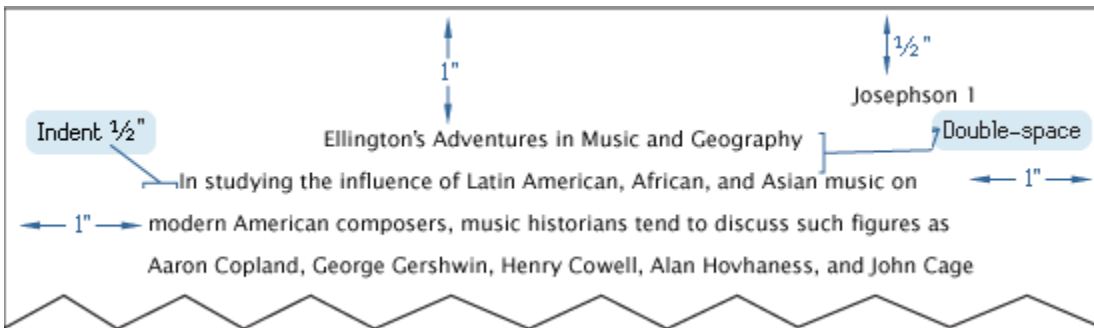 ½"
1"
Josephson 1
Indent ½"
Ellington's Adventures in Music and Geography
Double-space
In studying the influence of Latin American, African, and Asian music on
1"
1"
modern American composers, music historians tend to discuss such figures as
Aaron Copland, George Gershwin, Henry Cowell, Alan Hovhaness, and John Cage